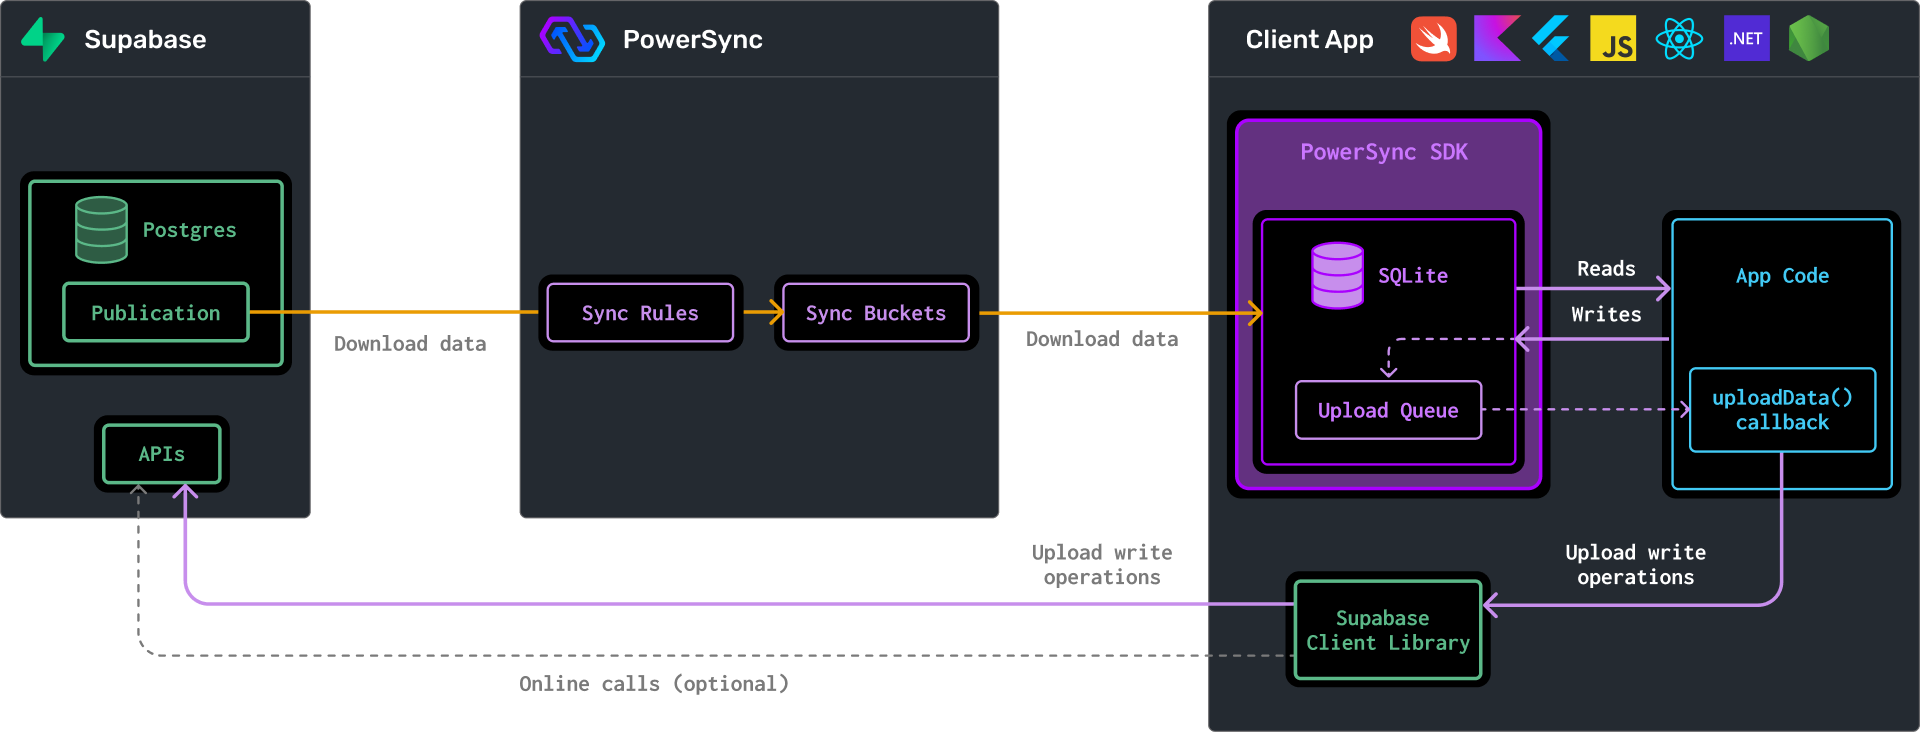 Supabase
PowerSync
Client App
JS
.NET
PowerSync SDK
Postgres
Publication
Download data
Sync Rules
Sync Buckets
Download data
SQLite
Reads
Writes
App Code
Upload Queue
uploadData()
callback
APIs
Upload write
operations
Upload write
operations
Supabase
Client Library
Online calls (optional)